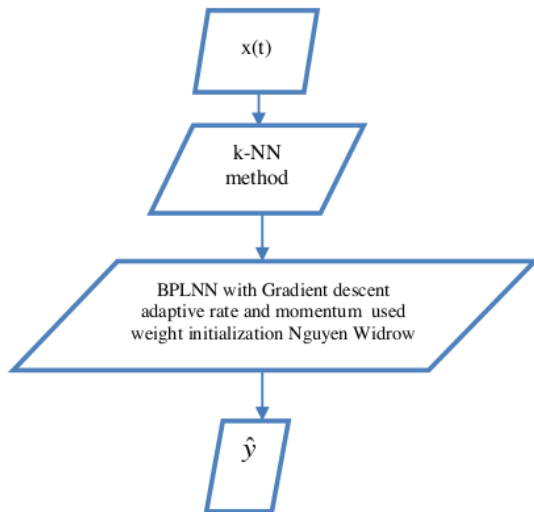 x(t)
k-NN
method
BPLNN with Gradient descent
adaptive rate and momentum used
weight initialization Nguyen Widrow
ŷ